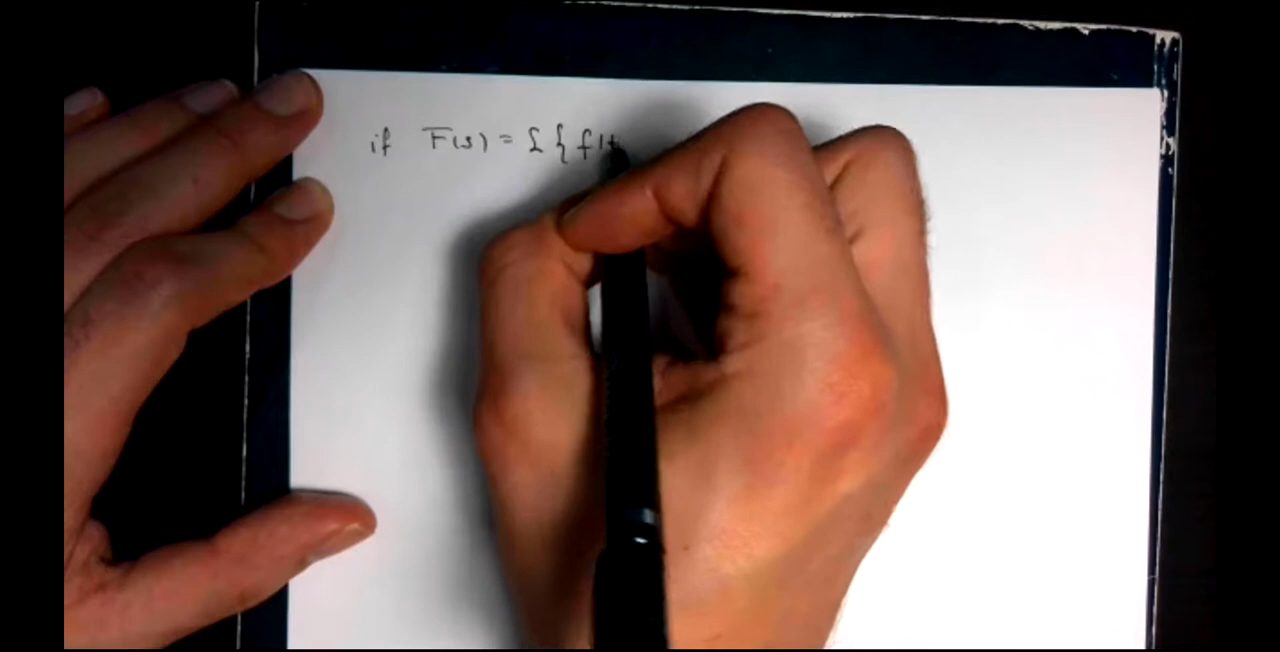 if F(s) = £ { f(t